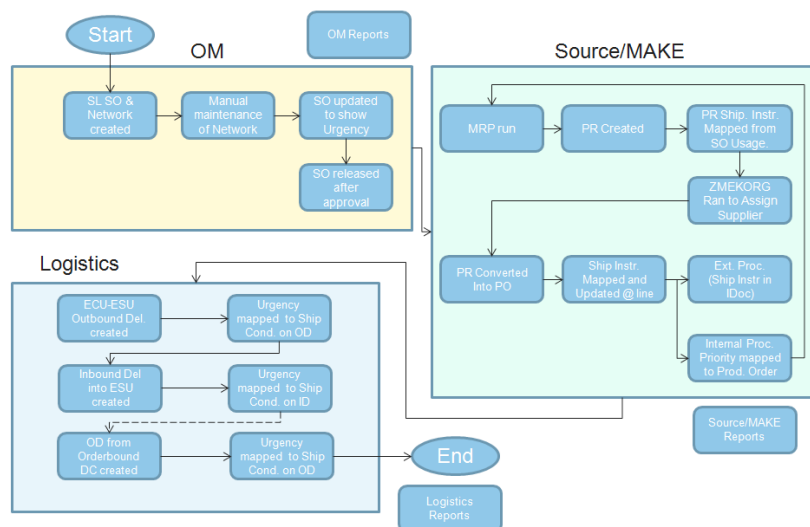 Start
OM Reports
OM
SL SO &
Network
created
Manual
maintenance
of Network
SO updated
to show
Urgency
SO released
after
approval
Source/MAKE
MRP run
PR Created
PR Ship. Instr.
Mapped from
SO Usage.
ZMEKORG
Ran to Assign
Supplier
PR Converted
Into PO
Ship Instr.
Mapped and
Updated @ line
Ext. Proc.
(Ship Instr in
IDoc)
Internal Proc.
Priority mapped
to Prod. Order
Source/MAKE
Reports
Logistics
ECU-ESU
Outbound Del.
created
Urgency
mapped to Ship
Cond. on OD
Inbound Del
into ESU
created
Urgency
mapped to Ship
Cond. on ID
OD from
Orderbound
DC created
Urgency
mapped to Ship
Cond. on OD
End
Logistics
Reports